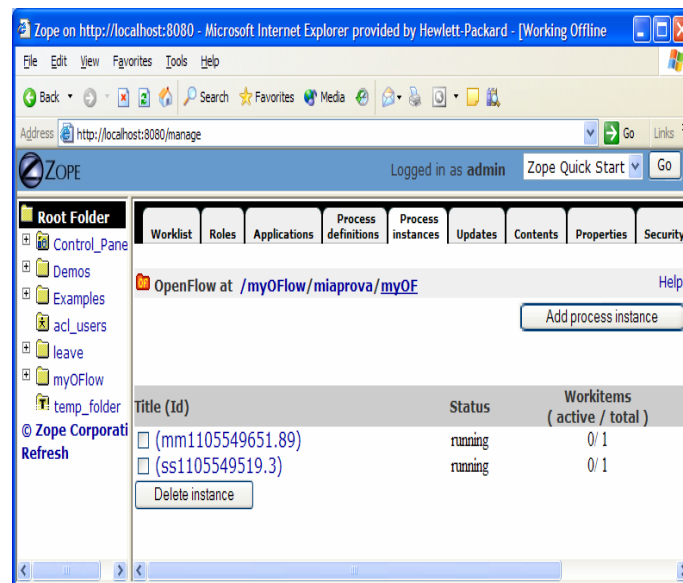 Zope on http://localhost:8080 - Microsoft Internet Explorer provided by Hewlett-Packard - [Working Offline
File Edit View Favorites Tools Help
Back Search Favorites Media
Address http://localhost:8080/manage Go Links
ZOPE Logged in as admin Zope Quick Start Go
Root Folder
Control_Pane
Demos
Examples
acl_users
leave
myOFlow
temp_folder
© Zope Corporati
Refresh
Worklist Roles Applications Process definitions Process instances Updates Contents Properties Security
OpenFlow at /myOFlow/miaprova/myOF Help
Add process instance
Title (Id) Status Workitems
( active / total )
(mm1105549651.89) running 0/ 1
(ss1105549519.3) running 0/ 1
Delete instance